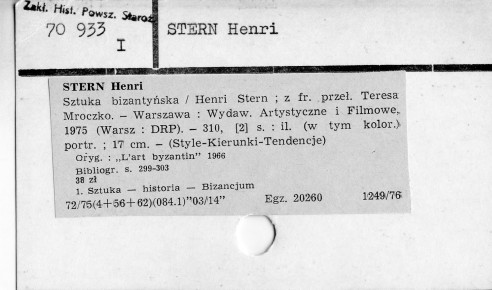 Zakł. Hist. Powsz. Staroż
70 933
I
STERN Henri
STERN Henri
Sztuka bizantyńska / Henri Stern ; z fr. przeł. Teresa
Mroczko. — Warszawa : Wydaw. Artystyczne i Filmowe,
1975 (Warsz : DRP). — 310, [2] s. : il. (w tym kolor.)
portr. ; 17 cm. — (Style-Kierunki-Tendencje)
Oryg. : „L'art byzantin" 1966
Bibliogr. s. 299-303
38 zł
1. Sztuka — historia — Bizancjum
72/75(4+56+62)(084.1)"03/14"
Egz. 20260
1249/76